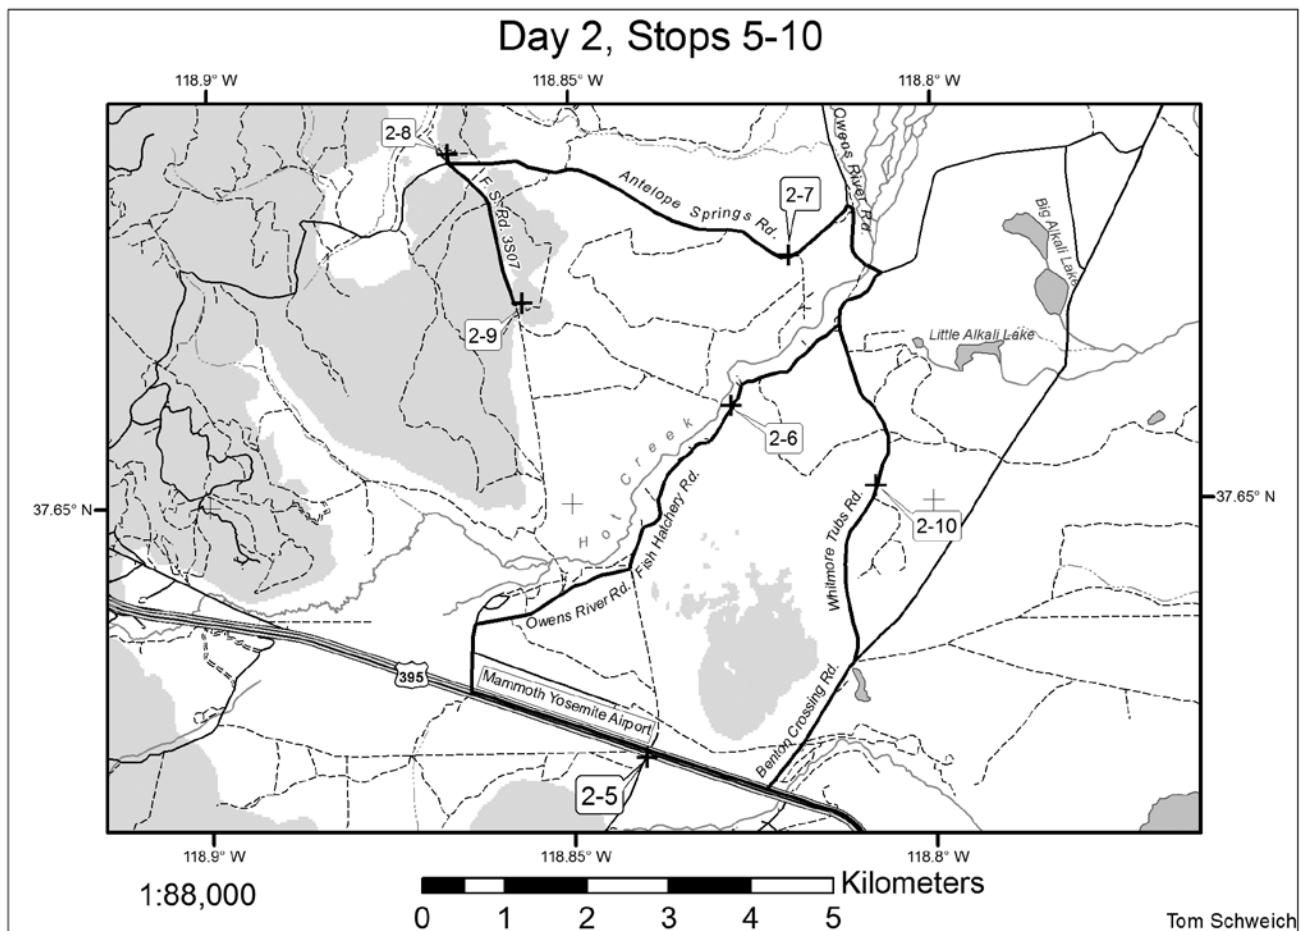 Day 2, Stops 5-10
118.9° W
118.85° W
118.8° W
2-8
Owens River Rd.
Antelope Springs Rd.
2-7
F. S. Rd. 3S07
Big Alkali Lake
2-9
Little Alkali Lake
Hot Creek
2-6
37.65° N
37.65° N
Fish Hatchery Rd.
Whitmore Tubs Rd.
2-10
Owens River Rd.
395
Mammoth Yosemite Airport
Benton Crossing Rd.
2-5
118.9° W
118.85° W
118.8° W
1:88,000
Kilometers
0 1 2 3 4 5
Tom Schweich